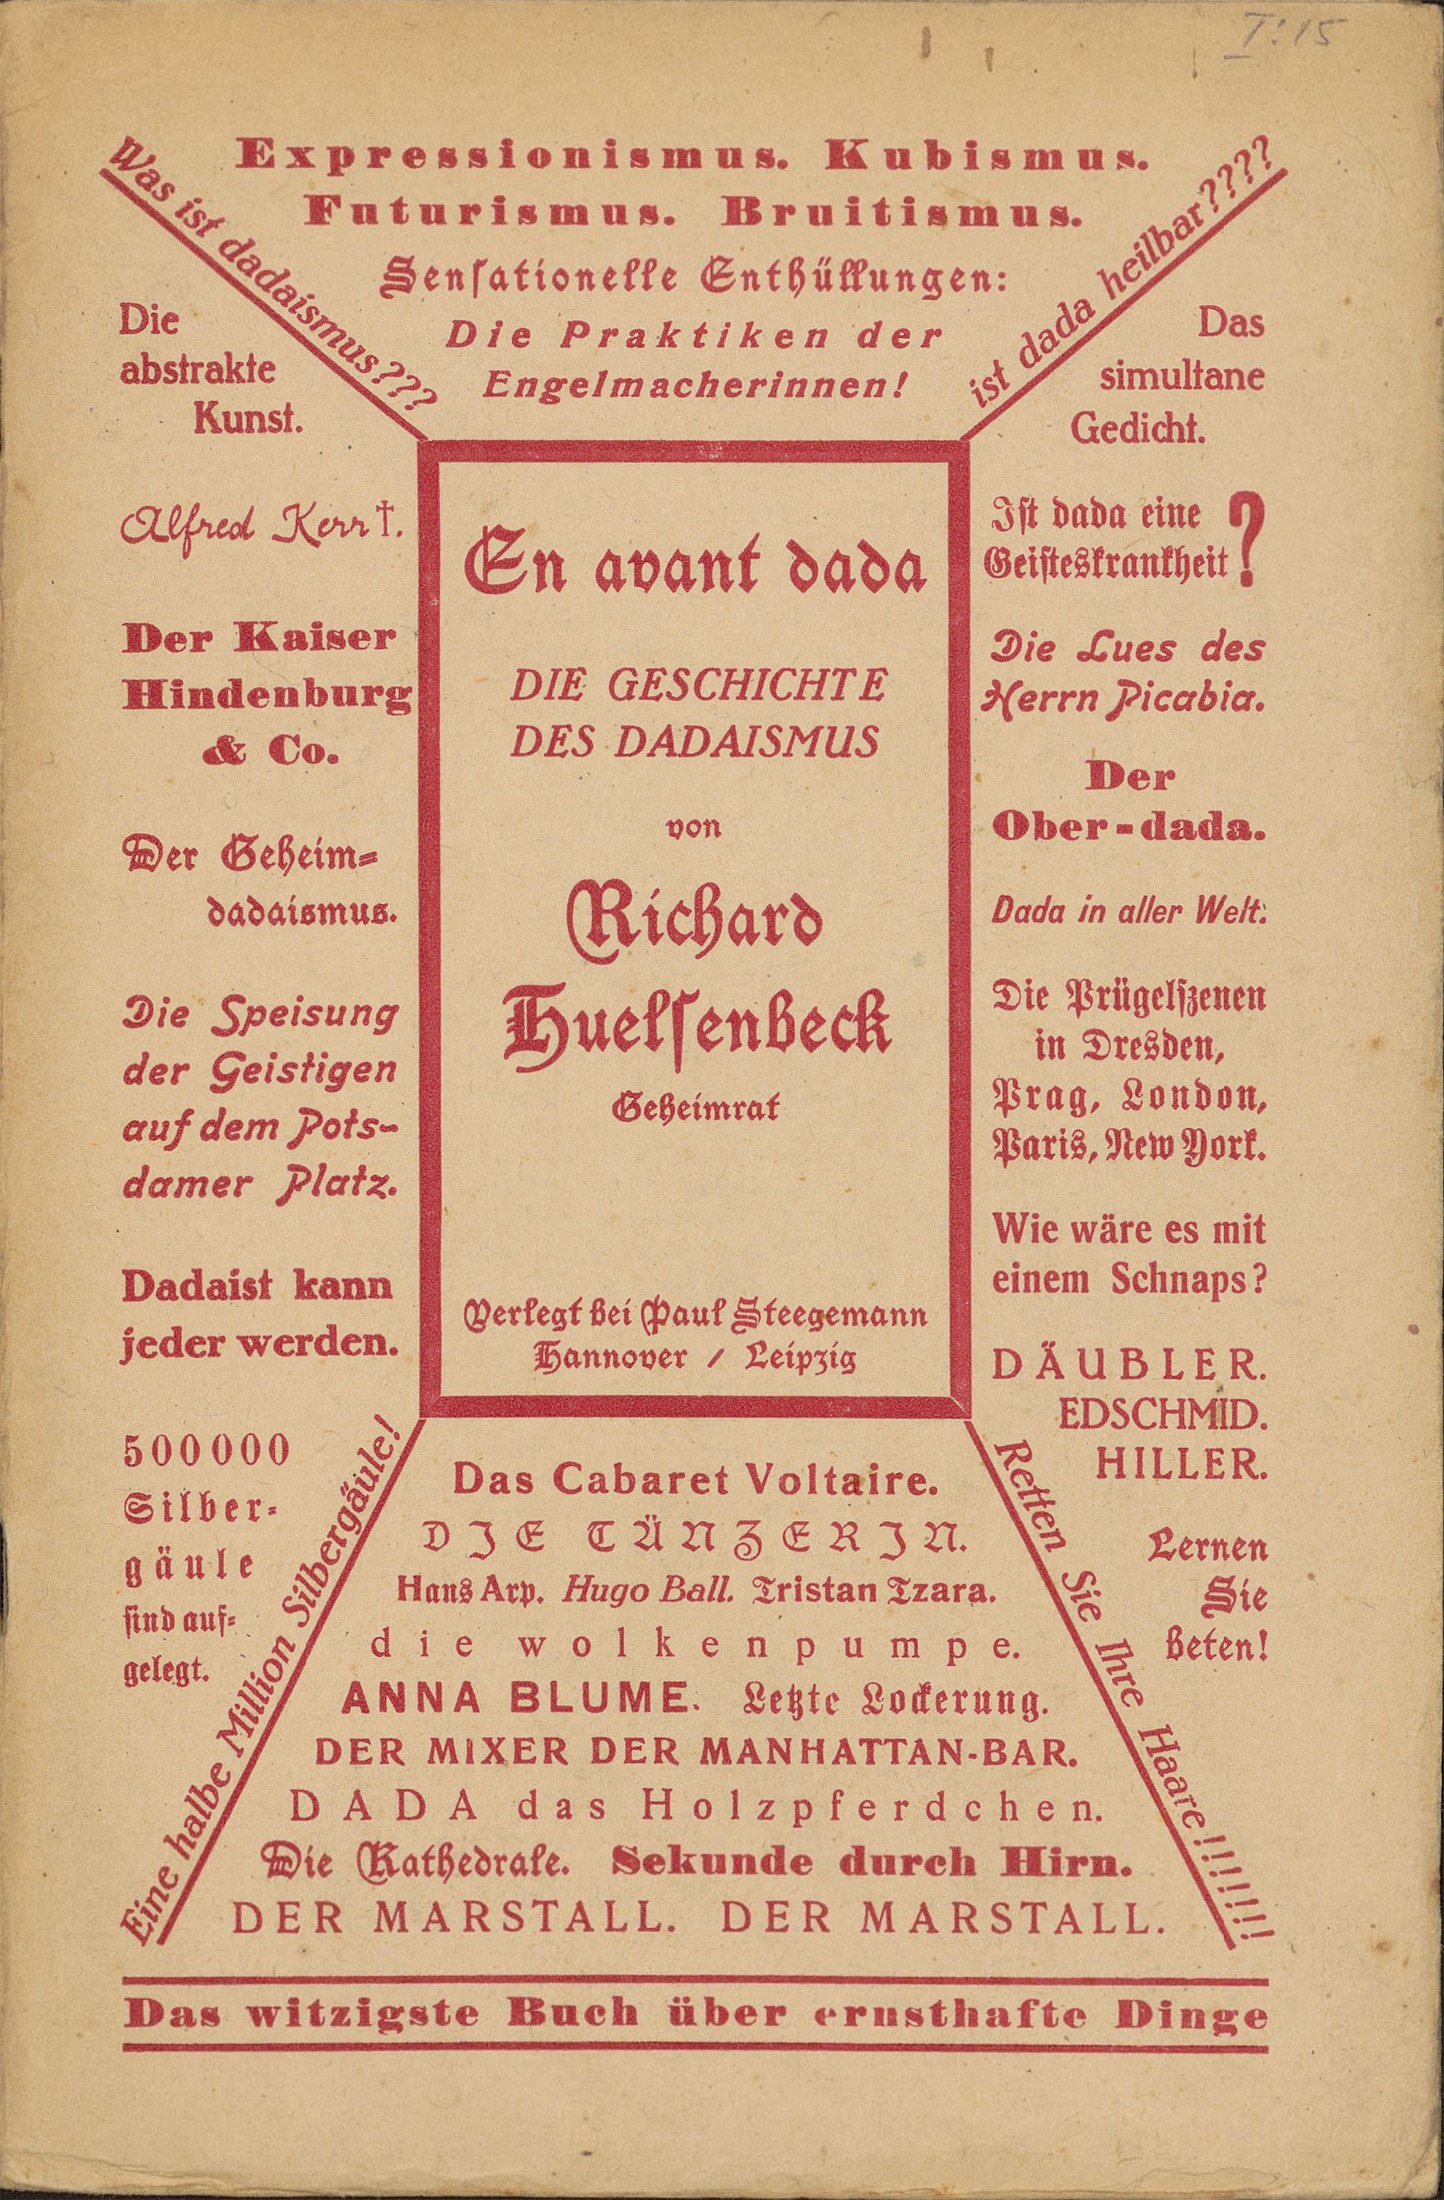 I:15
Expressionismus. Kubismus.
Futurismus. Bruitismus.
Sensationelle Enthüllungen:
Die Praktiken der
Engelmacherinnen!
Was ist dadaismus???
ist dada heilbar????
Die
abstrakte
Kunst.
Alfred Kerr †.
Der Kaiser
Hindenburg
& Co.
Der Geheim-
dadaismus.
Die Speisung
der Geistigen
auf dem Pots-
damer Platz.
Dadaist kann
jeder werden.
500000
Silber-
gäule
sind auf-
gelegt.
Eine halbe Million Silbergäule!
En avant dada
DIE GESCHICHTE
DES DADAISMUS
von
Richard
Huelsenbeck
Geheimrat
Verlegt bei Paul Steegemann
Hannover / Leipzig
Das
simultane
Gedicht.
Ist dada eine
Geisteskrankheit?
Die Lues des
Herrn Picabia.
Der
Ober-dada.
Dada in aller Welt.
Die Prügelszenen
in Dresden,
Prag, London,
Paris, New York.
Wie wäre es mit
einem Schnaps?
DÄUBLER.
EDSCHMID.
HILLER.
Lernen
Sie
beten!
Retten Sie Ihre Haare!!!!!!!
Das Cabaret Voltaire.
DIE TÄNZERIN.
Hans Arp. Hugo Ball. Tristan Tzara.
die wolkenpumpe.
ANNA BLUME. Letzte Lockerung.
DER MIXER DER MANHATTAN-BAR.
DADA das Holzpferdchen.
Die Kathedrale. Sekunde durch Hirn.
DER MARSTALL. DER MARSTALL.
Das witzigste Buch über ernsthafte Dinge